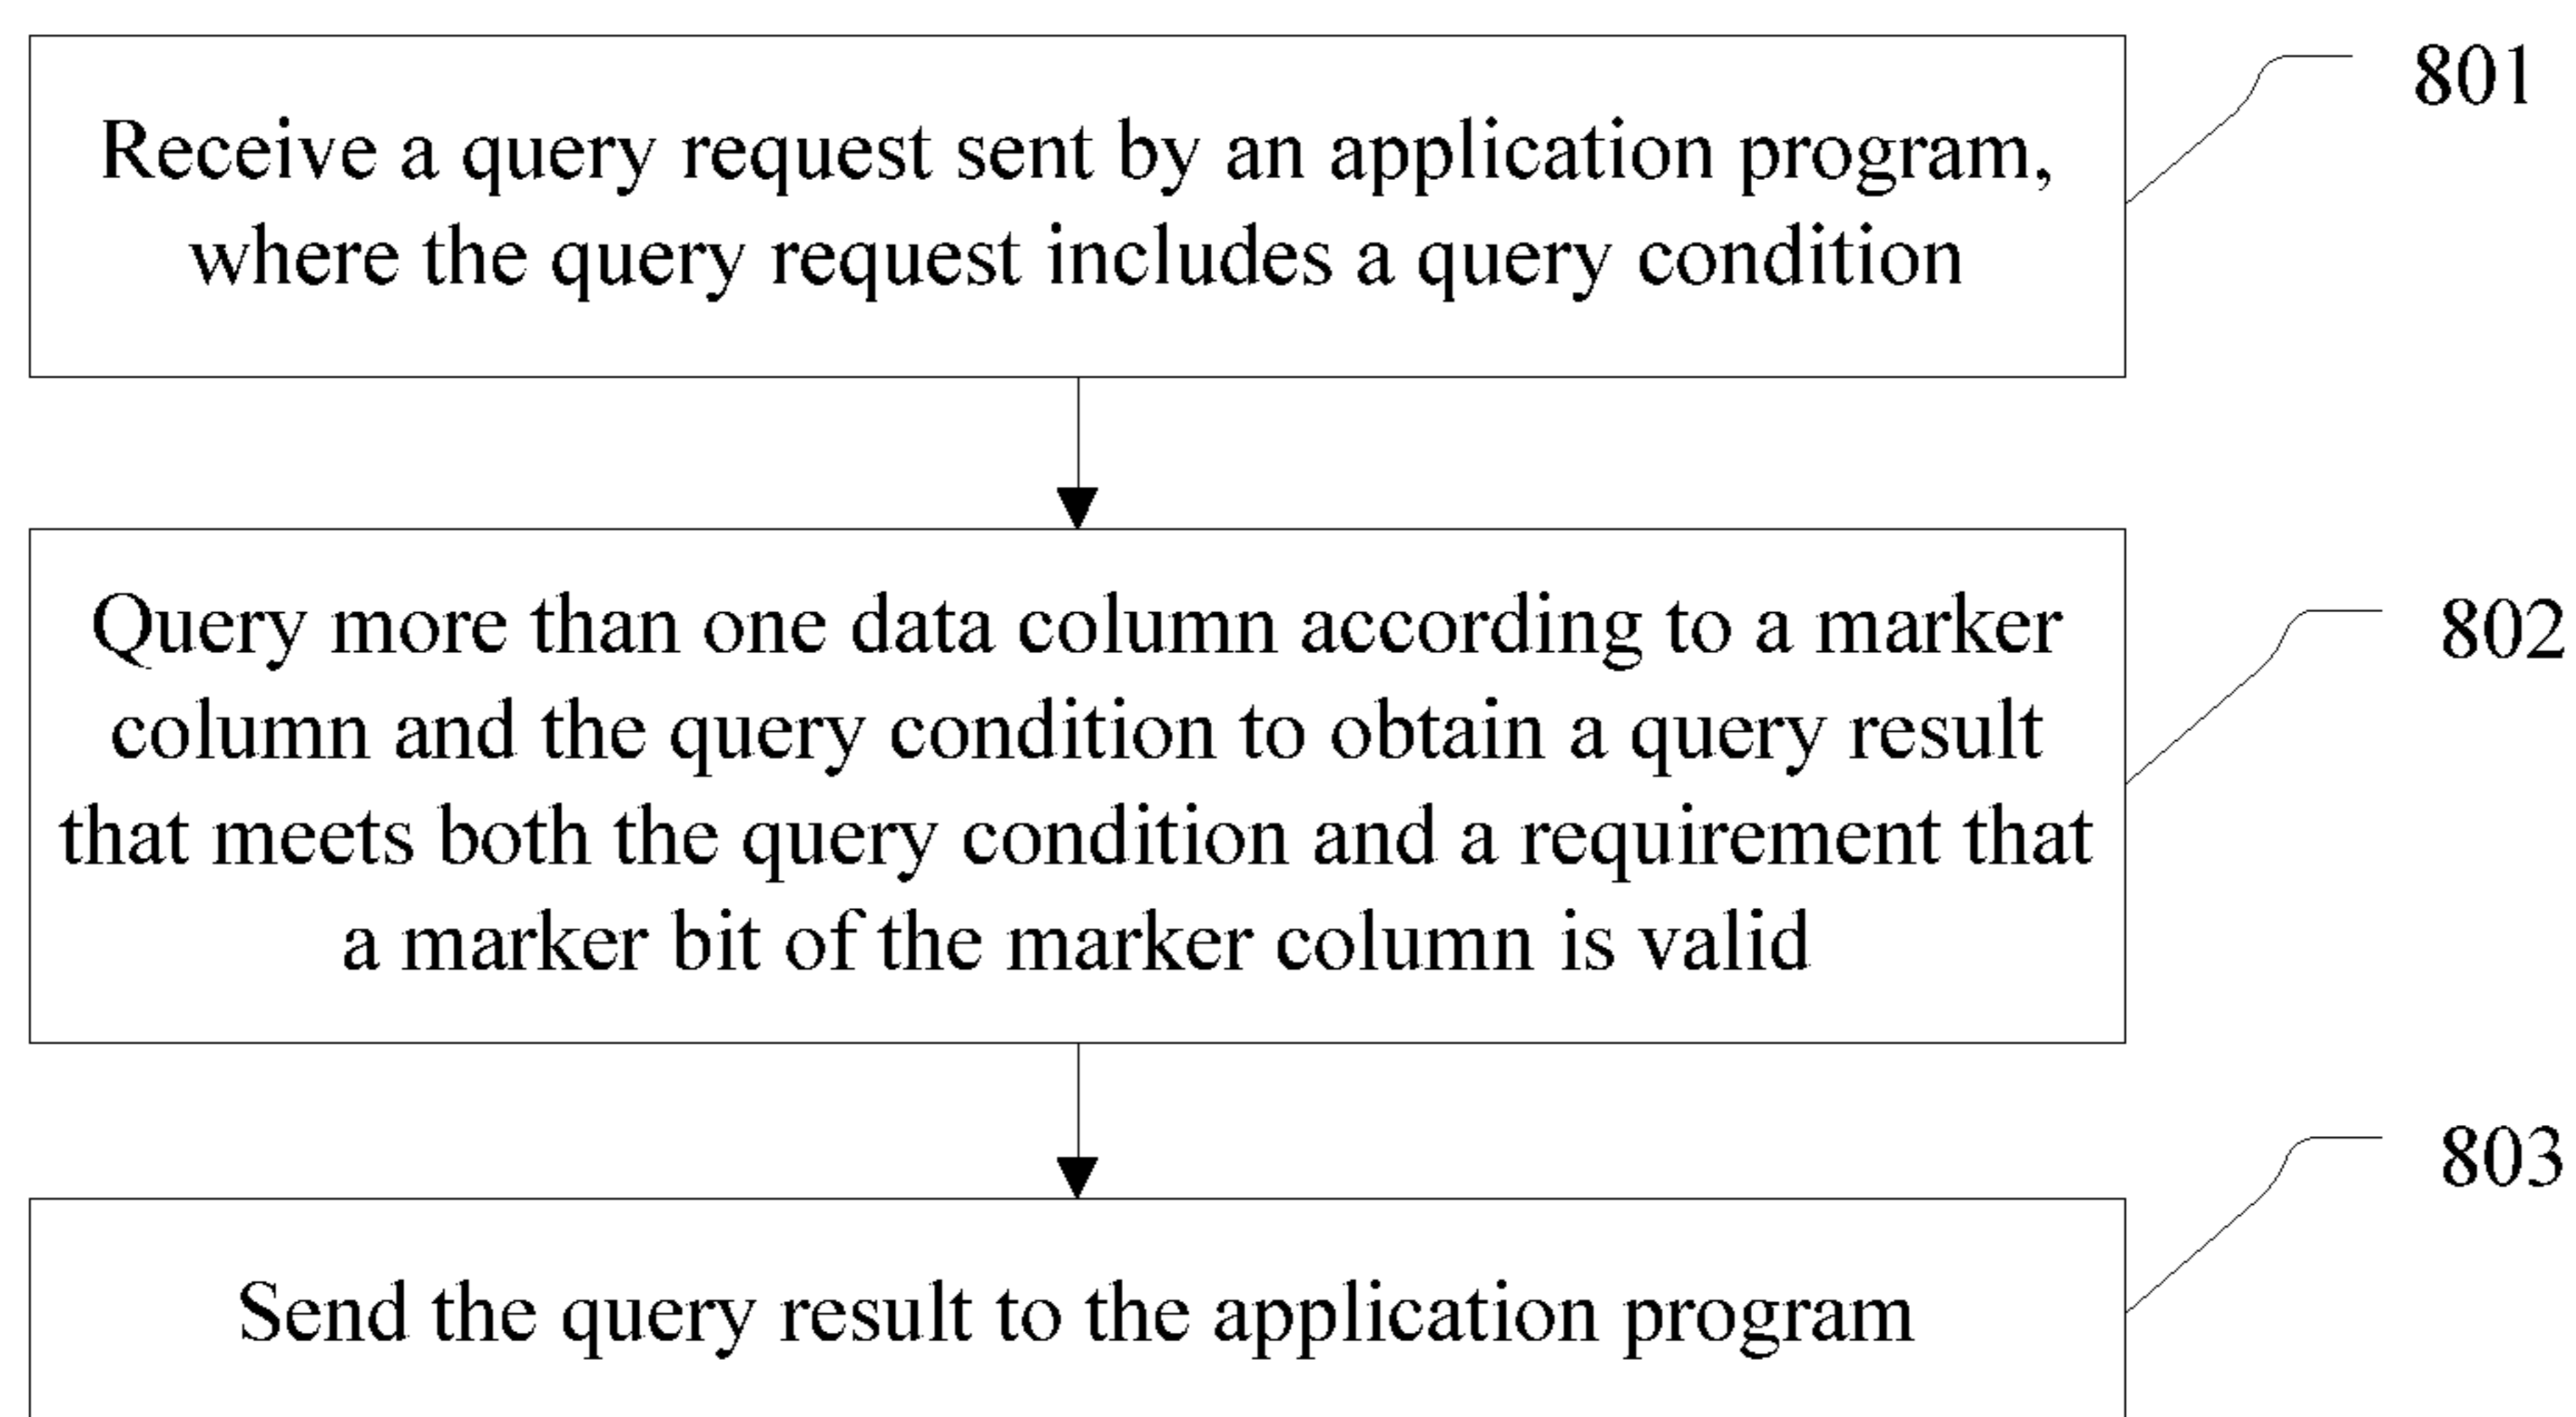 801
Receive a query request sent by an application program,
where the query request includes a query condition
802
Query more than one data column according to a marker
column and the query condition to obtain a query result
that meets both the query condition and a requirement that
a marker bit of the marker column is valid
803
Send the query result to the application program